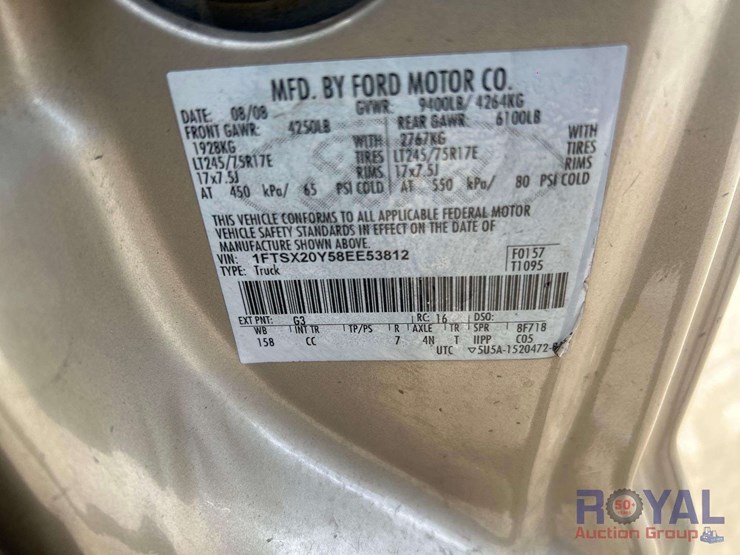 MFD. BY FORD MOTOR CO.
DATE: 08/08 GVWR: 9400LB/ 4264KG
FRONT GAWR: 4250LB REAR GAWR: 6100LB
1928KG WITH 2767KG WITH
LT245/75R17E TIRES LT245/75R17E TIRES
17x7.5J RIMS 17x7.5J RIMS
AT 450 kPa/ 65 PSI COLD AT 550 kPa/ 80 PSI COLD
THIS VEHICLE CONFORMS TO ALL APPLICABLE FEDERAL MOTOR
VEHICLE SAFETY STANDARDS IN EFFECT ON THE DATE OF
MANUFACTURE SHOWN ABOVE.
VIN: 1FTSX20Y58EE53812 F0157
TYPE: Truck T1095
EXT PNT: G3 RC: 16 DSO:
WB INT TR TP/PS R AXLE TR SPR 8F718
158 CC 7 4N T IIPP C05
UTC ▽5U5A-1520472-
ROYAL
50
Auction Group